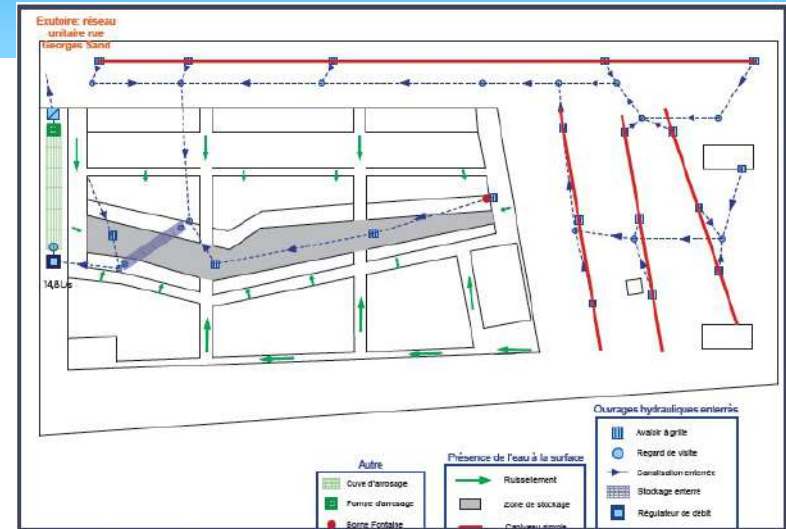 Exutoire: réseau
unitaire rue
Georges Sand
14,8 L/s
Ouvrages hydrauliques enterrés
Avaloir à grille
Regard de visite
Canalisation enterrée
Stockage enterré
Régulateur de débit
Présence de l'eau à la surface
Ruissellement
Zone de stockage
Caniveau simple
Autre
Cuve d'arrosage
Pompe d'arrosage
Borne Fontaine